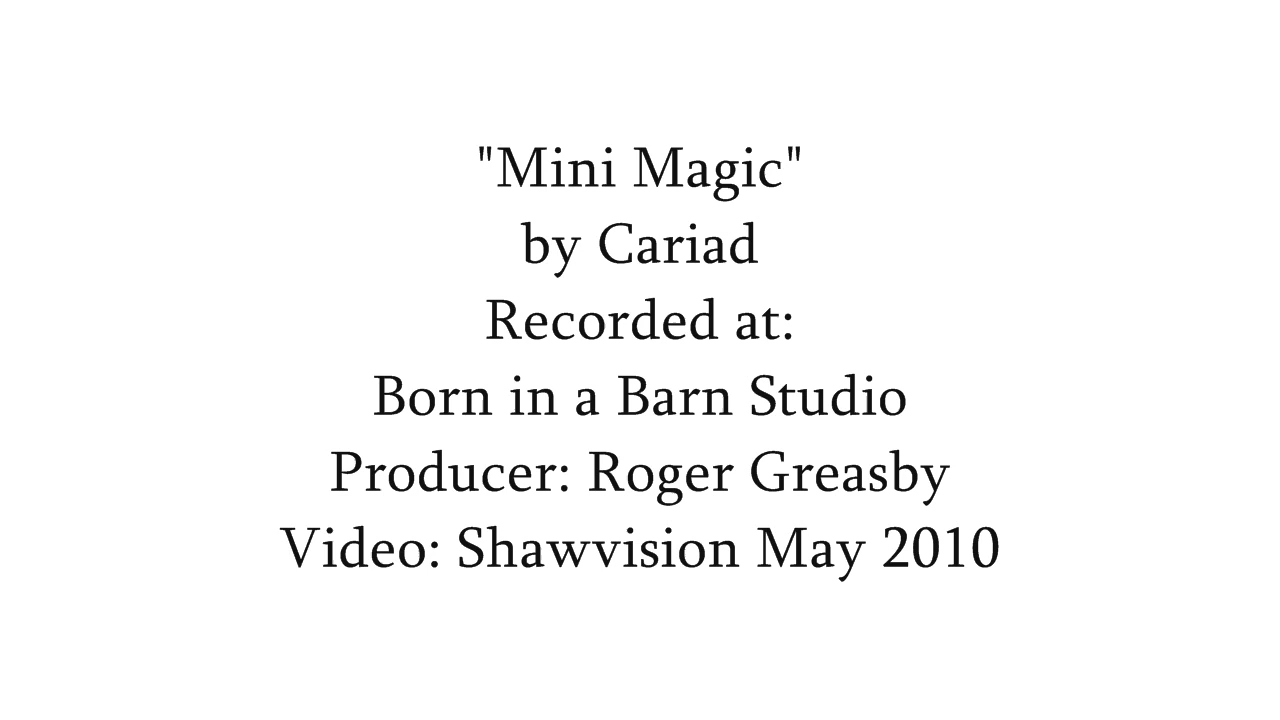 "Mini Magic"
by Cariad
Recorded at:
Born in a Barn Studio
Producer: Roger Greasby
Video: Shawvision May 2010